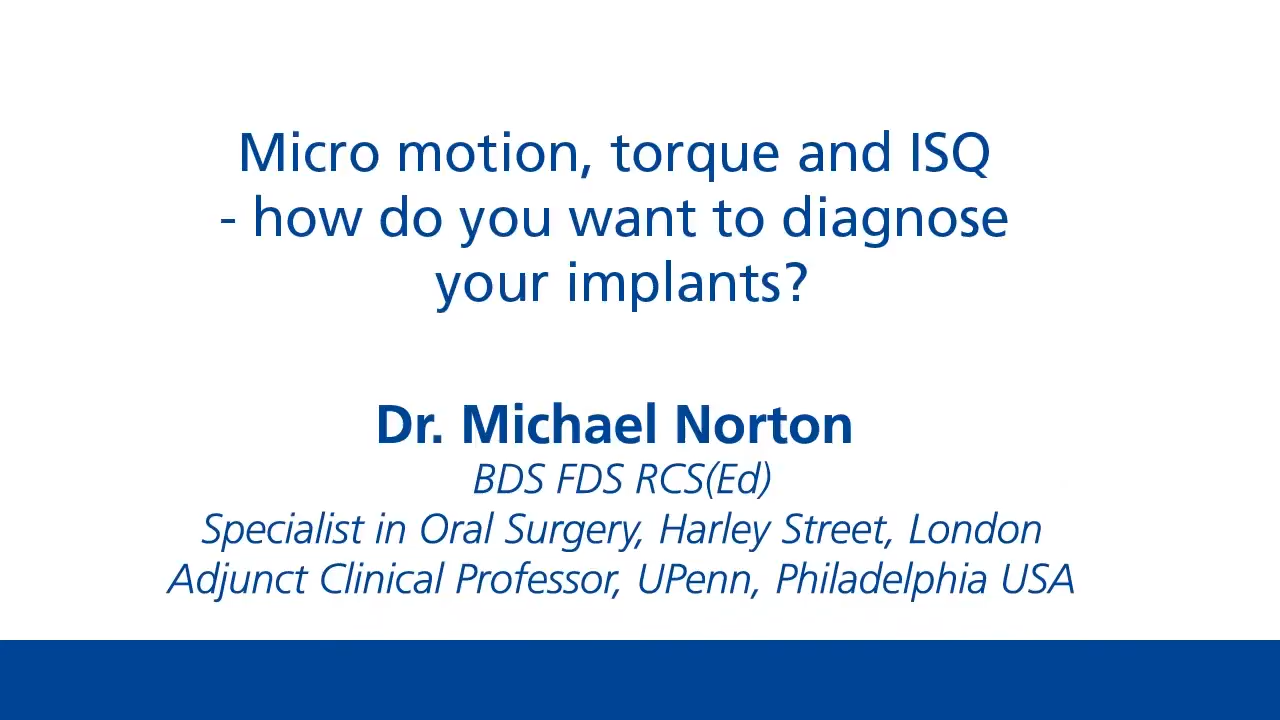 Micro motion, torque and ISQ
- how do you want to diagnose
your implants?
Dr. Michael Norton
BDS FDS RCS(Ed)
Specialist in Oral Surgery, Harley Street, London
Adjunct Clinical Professor, UPenn, Philadelphia USA